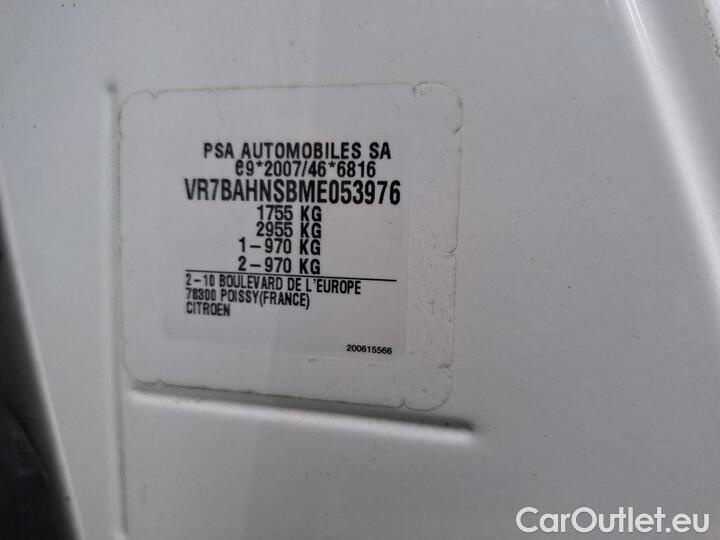 PSA AUTOMOBILES SA
e9*2007/46*6816
VR7BAHNSBME053976
1755 KG
2955 KG
1-970 KG
2-970 KG
2-10 BOULEVARD DE L'EUROPE
78300 POISSY(FRANCE)
CITROEN
200615566
CarOutlet.eu